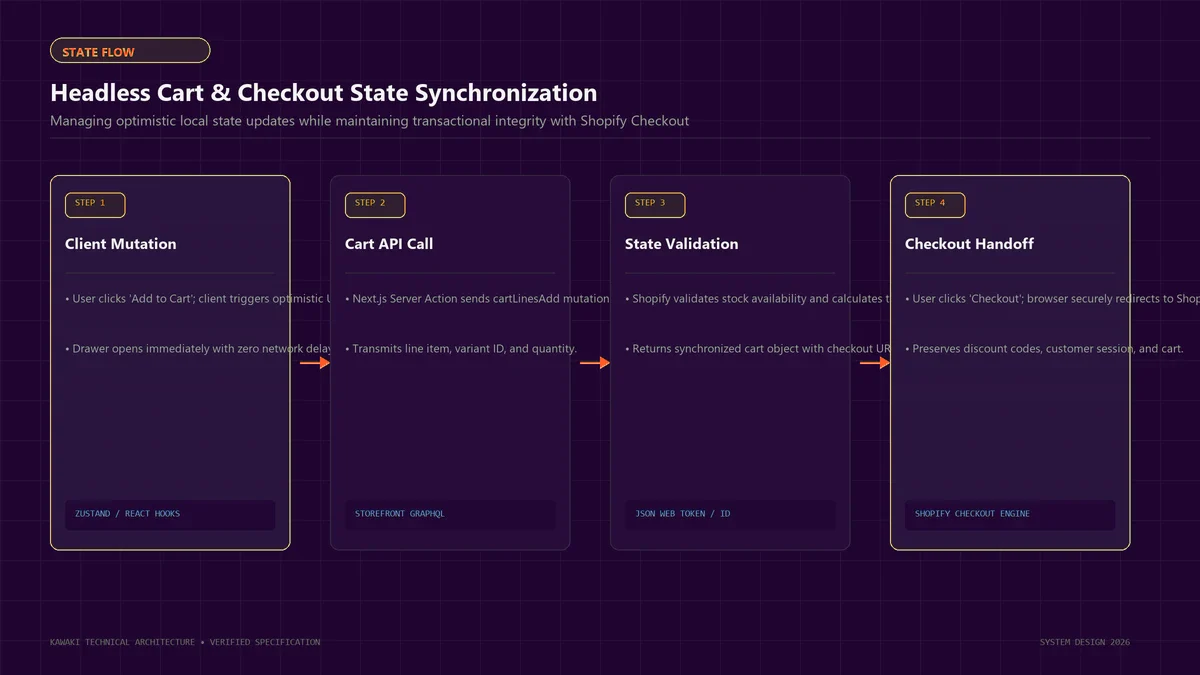 STATE FLOW
Headless Cart & Checkout State Synchronization
Managing optimistic local state updates while maintaining transactional integrity with Shopify Checkout
STEP 1
Client Mutation
• User clicks 'Add to Cart'; client triggers optimistic
• Drawer opens immediately with zero network delay
ZUSTAND / REACT HOOKS
STEP 2
Cart API Call
• Next.js Server Action sends cartLinesAdd mutation
• Transmits line item, variant ID, and quantity.
STOREFRONT GRAPHQL
STEP 3
State Validation
• Shopify validates stock availability and calculates
• Returns synchronized cart object with checkout
JSON WEB TOKEN / ID
STEP 4
Checkout Handoff
• User clicks 'Checkout'; browser securely redirects to
• Preserves discount codes, customer session, and cart.
SHOPIFY CHECKOUT ENGINE
KAWAKI TECHNICAL ARCHITECTURE • VERIFIED SPECIFICATION
SYSTEM DESIGN 2026